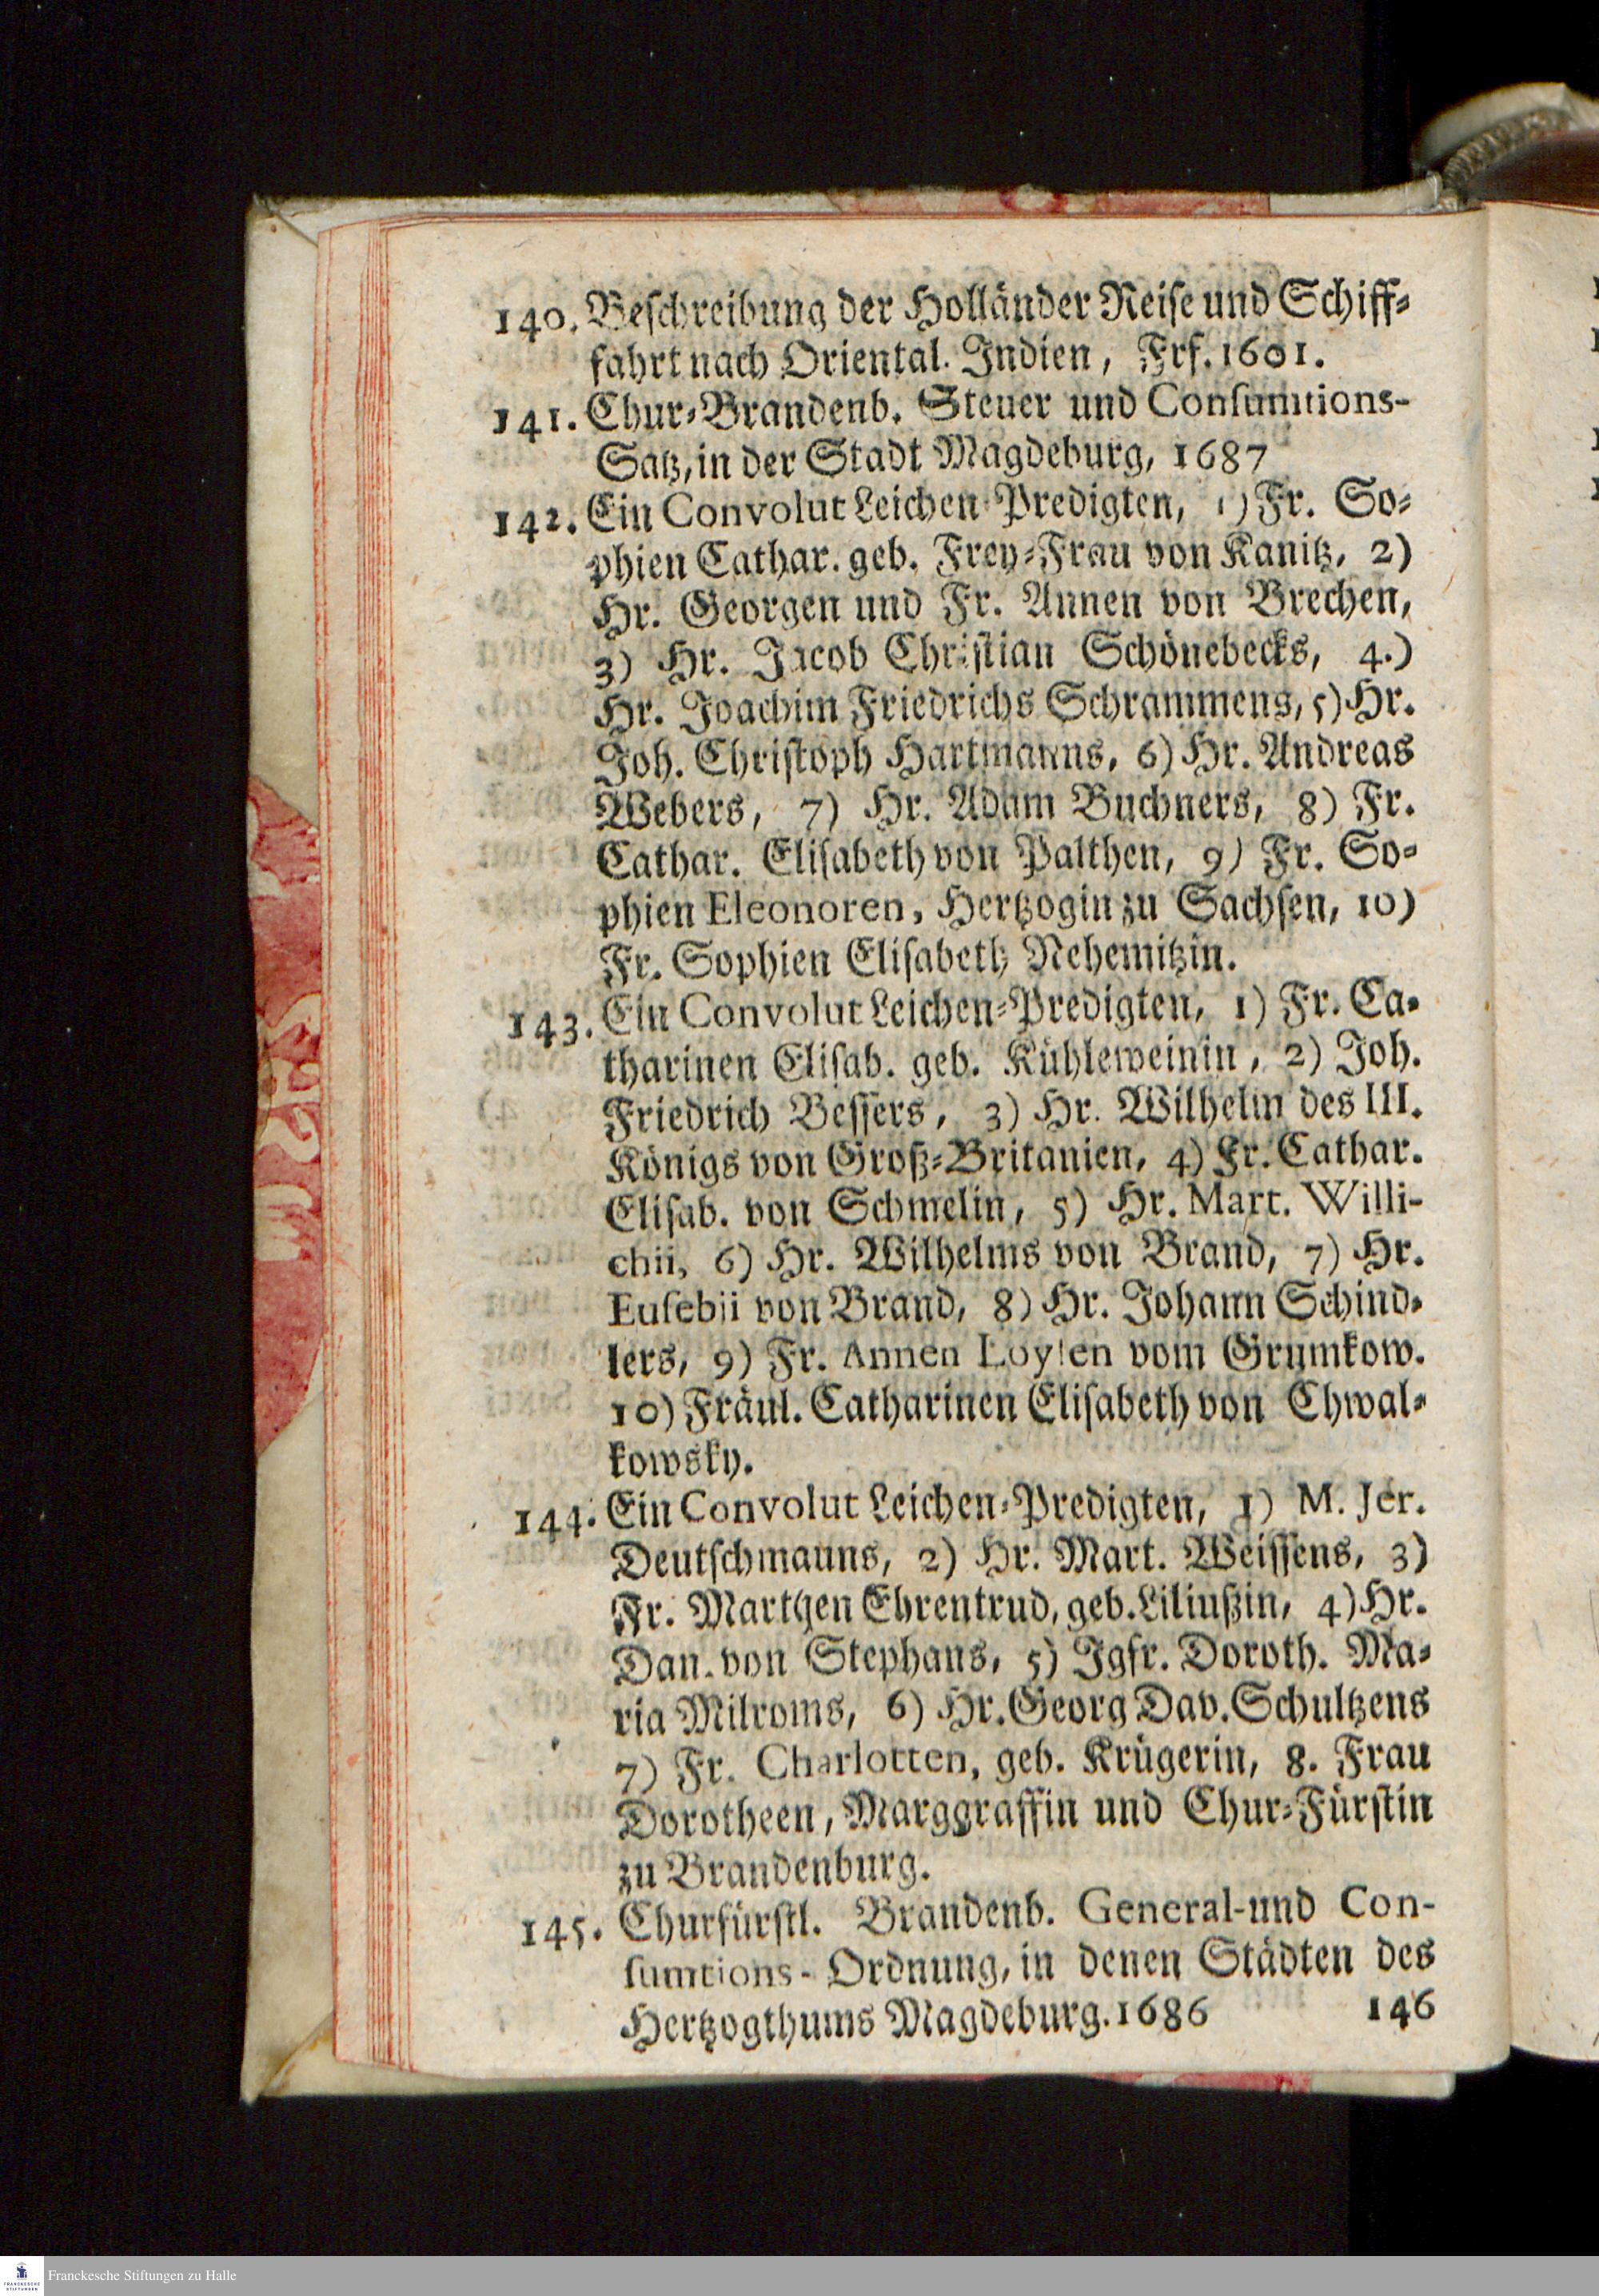 140. Beſchreibung der Holländer Reiſe und Schiff⸗
fahrt nach Oriental. Indien, Frf. 1601.
141. Chur⸗Brandenb. Steuer und Conſumtions-
Satz, in der Stadt Magdeburg, 1687
142. Ein Convolut Leichen⸗Predigten, 1) Fr. So⸗
phien Cathar. geb. Frey⸗Frau von Kanitz, 2)
Hr. Georgen und Fr. Annen von Brechen,
3) Hr. Jacob Chriſtian Schönebecks, 4.)
Hr. Joachim Friedrichs Schrammens, 5) Hr.
Joh. Chriſtoph Hartmanns, 6) Hr. Andreas
Webers, 7) Hr. Adam Buchners, 8) Fr.
Cathar. Eliſabeth von Palthen, 9) Fr. So⸗
phien Eleonoren, Hertzogin zu Sachſen, 10)
Fr. Sophien Eliſabeth Nehemitzin.
143. Ein Convolut Leichen⸗Predigten, 1) Fr. Ca⸗
tharinen Eliſab. geb. Kühleweinin, 2) Joh.
Friedrich Beſſers, 3) Hr. Wilhelm des III.
Königs von Groß⸗Britanien, 4) Fr. Cathar.
Eliſab. von Schmelin, 5) Hr. Mart. Willi-
chii, 6) Hr. Wilhelms von Brand, 7) Hr.
Euſebii von Brand, 8) Hr. Johann Schind⸗
lers, 9) Fr. Annen Loyſen vom Grumkow.
10) Fräul. Catharinen Eliſabeth von Chwal⸗
kowsky.
144. Ein Convolut Leichen⸗Predigten, 1) M. Jer.
Deutſchmanns, 2) Hr. Mart. Weiſſens, 3)
Fr. Marthen Ehrentrud, geb. Liliußin, 4) Hr.
Dan. von Stephans, 5) Jgfr. Doroth. Ma⸗
ria Milroms, 6) Hr. Georg Dav. Schultzens
7) Fr. Charlotten, geb. Krügerin, 8. Frau
Dorotheen, Marggraffin und Chur⸗Fürſtin
zu Brandenburg.
145. Churfürſtl. Brandenb. General-und Con-
ſumtions-Ordnung, in denen Städten des
Hertzogthums Magdeburg. 1686 146
Franckesche Stiftungen zu Halle